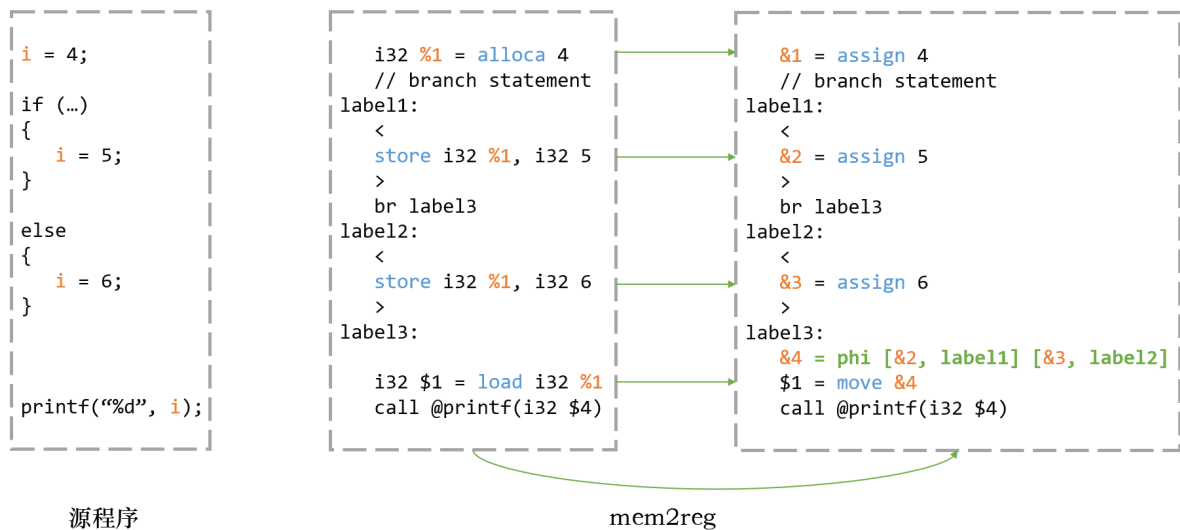 i = 4;
if (…)
{
i = 5;
}
else
{
i = 6;
}
printf(“%d”, i);
i32 %1 = alloca 4
// branch statement
label1:
<
store i32 %1, i32 5
>
br label3
label2:
<
store i32 %1, i32 6
>
label3:
i32 $1 = load i32 %1
call @printf(i32 $4)
&1 = assign 4
// branch statement
label1:
<
&2 = assign 5
>
br label3
label2:
<
&3 = assign 6
>
label3:
&4 = phi [&2, label1] [&3, label2]
$1 = move &4
call @printf(i32 $4)
源程序
mem2reg